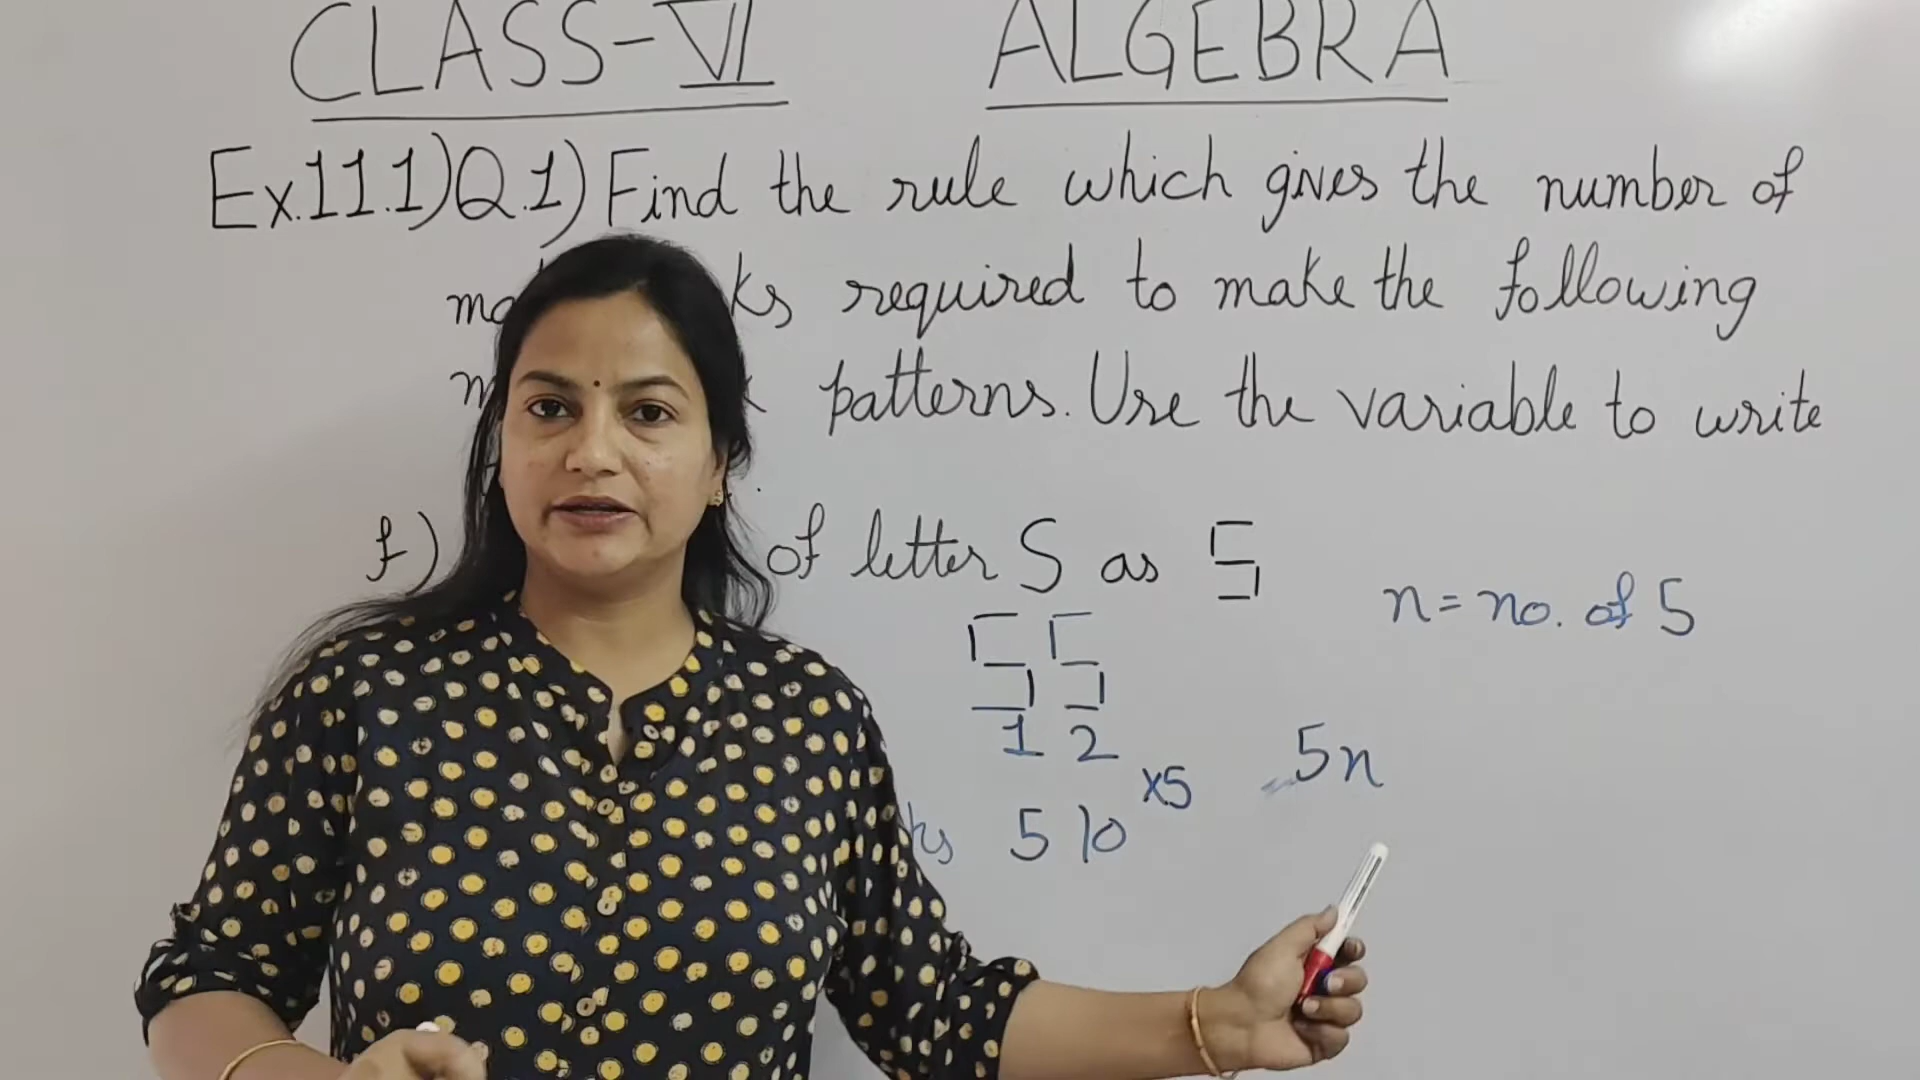 CLASS-VI ALGEBRA
Ex.11.1) Q.1) Find the rule which gives the number of
required to make the following
patterns. Use the variable to write
f) of letter S as S
n = no. of S
1 2
x5 5n
5 10